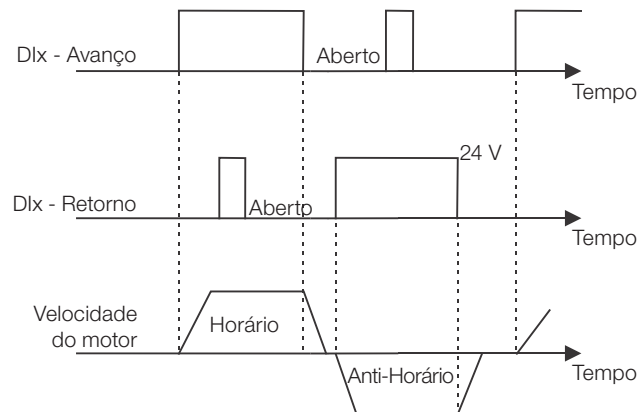 DIx - Avanço
Aberto
Tempo
24 V
DIx - Retorno
Aberto
Tempo
Velocidade
do motor
Horário
Anti-Horário
Tempo